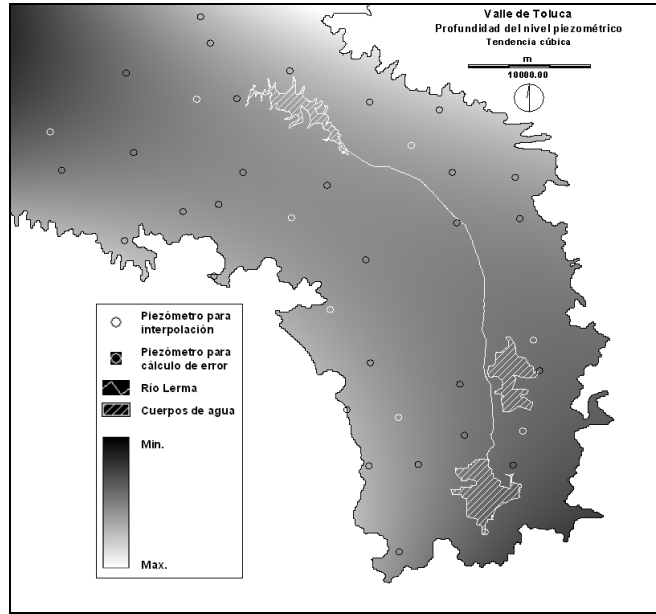 Valle de Toluca
Profundidad del nivel piezométrico
Tendencia cúbica
m
10000.00
Piezómetro para
interpolación
Piezómetro para
cálculo de error
Río Lerma
Cuerpos de agua
Min.
Max.